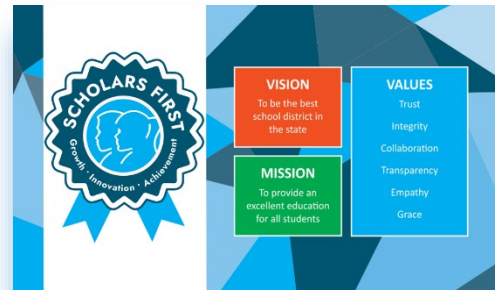 SCHOLARS FIRST
Growth · Innovation · Achievement
VISION
To be the best
school district in
the state
MISSION
To provide an
excellent education
for all students
VALUES
Trust
Integrity
Collaboration
Transparency
Empathy
Grace